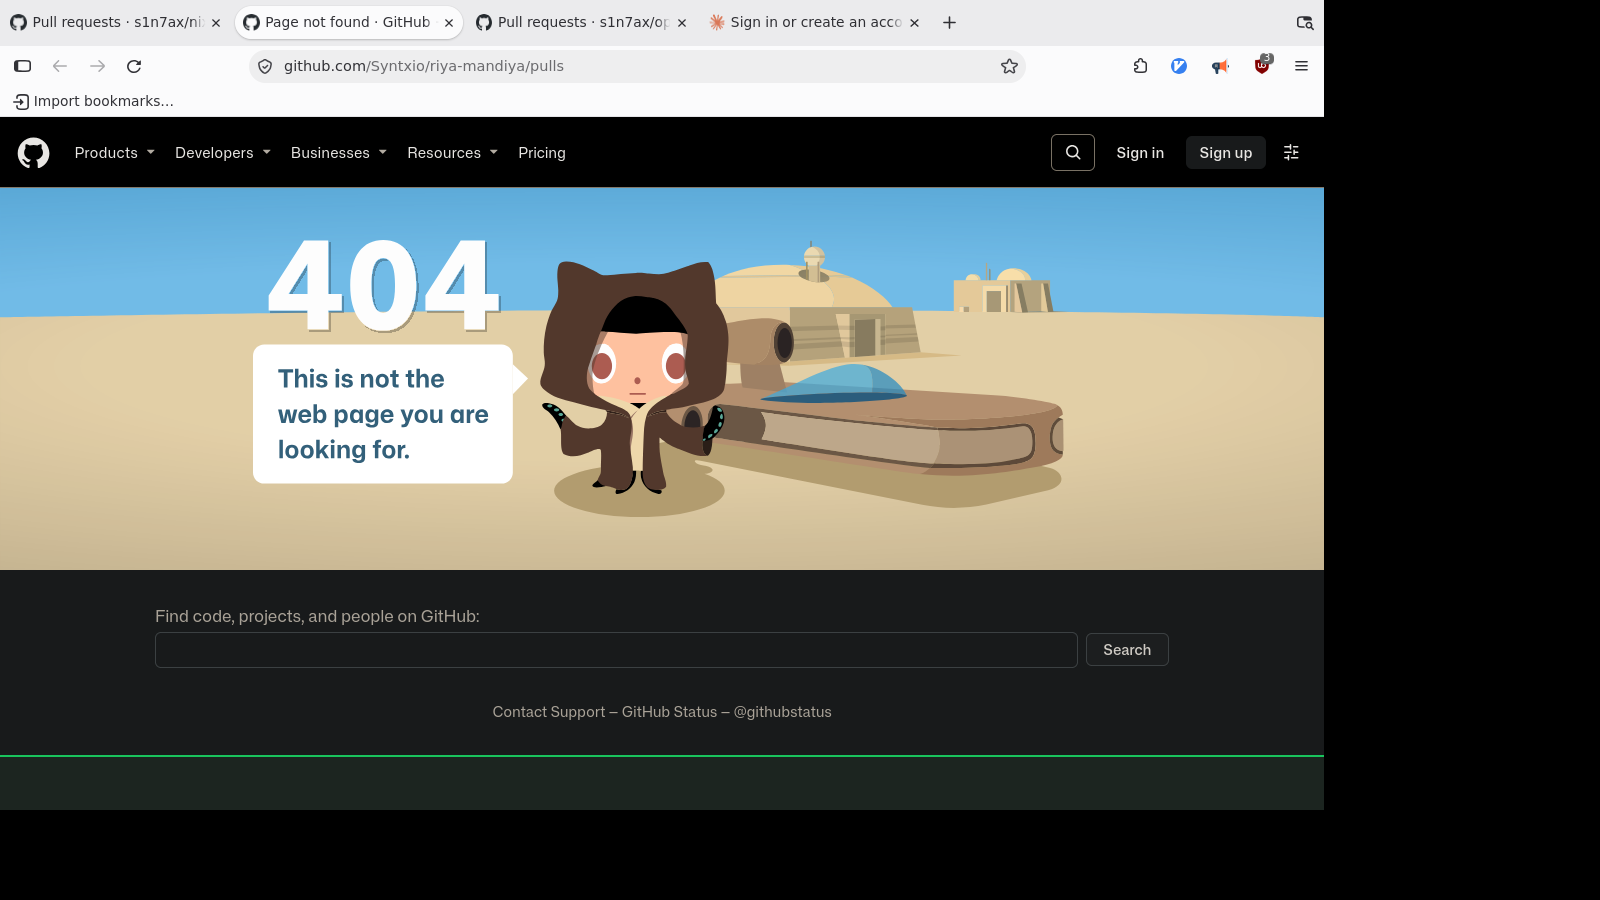 Pull requests · s1n7ax/ni
Page not found · GitHub
Pull requests · s1n7ax/op
Sign in or create an acco
github.com/Syntxio/riya-mandiya/pulls
3
Import bookmarks…
Products
Developers
Businesses
Resources
Pricing
Sign in
Sign up
404
This is not the
web page you are
looking for.
Find code, projects, and people on GitHub:
Search
Contact Support — GitHub Status — @githubstatus